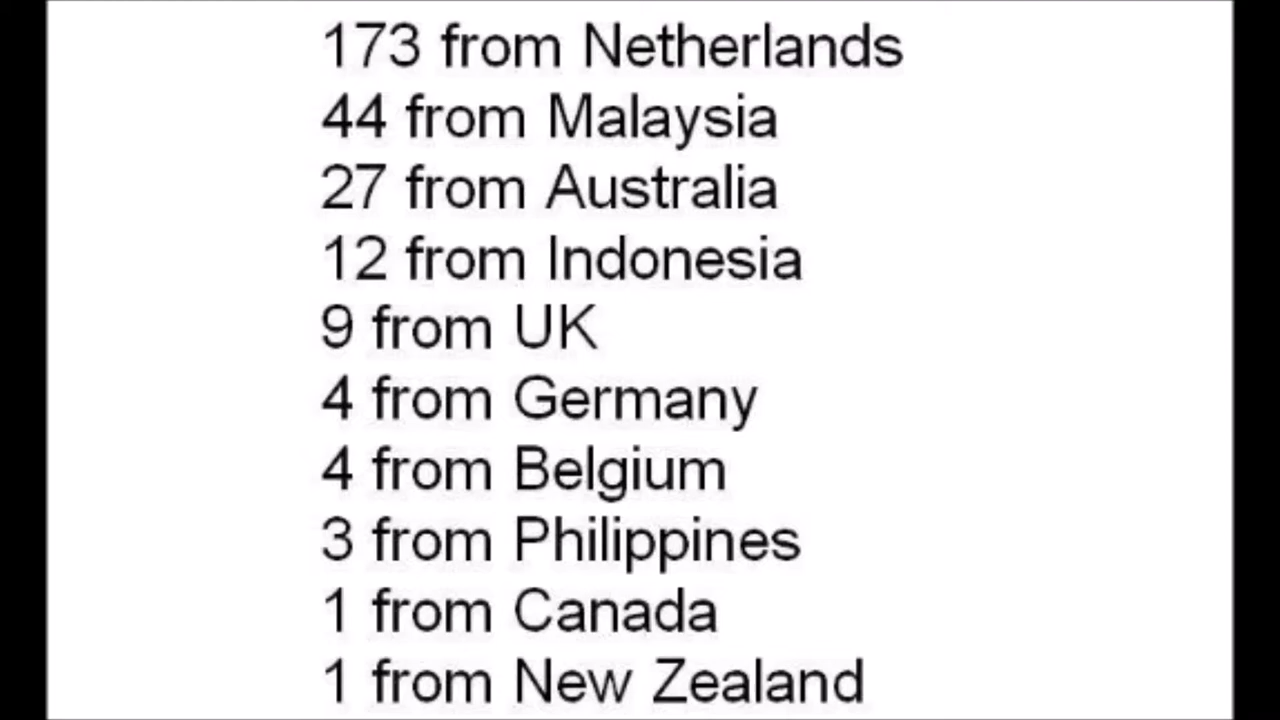 173 from Netherlands
44 from Malaysia
27 from Australia
12 from Indonesia
9 from UK
4 from Germany
4 from Belgium
3 from Philippines
1 from Canada
1 from New Zealand